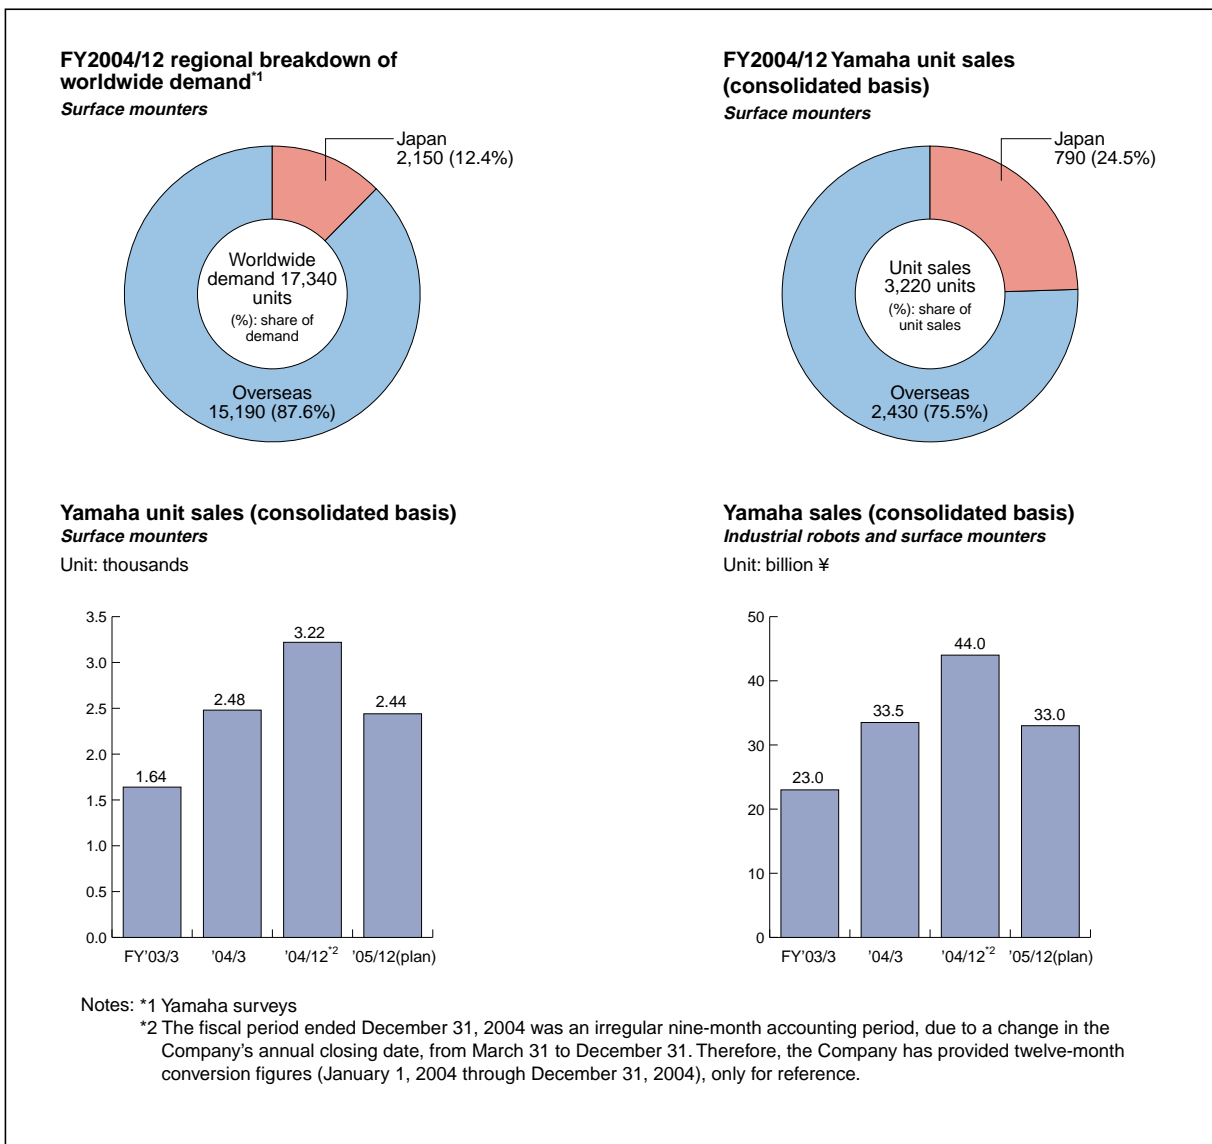 FY2004/12 regional breakdown of
worldwide demand*1
Surface mounters
Japan
2,150 (12.4%)
Worldwide
demand 17,340
units
(%): share of
demand
Overseas
15,190 (87.6%)
FY2004/12 Yamaha unit sales
(consolidated basis)
Surface mounters
Japan
790 (24.5%)
Unit sales
3,220 units
(%): share of
unit sales
Overseas
2,430 (75.5%)
Yamaha unit sales (consolidated basis)
Surface mounters
Unit: thousands
3.5
3.0
2.5
2.0
1.5
1.0
0.5
0.0
1.64
2.48
3.22
2.44
FY'03/3 '04/3 '04/12*2 '05/12(plan)
Yamaha sales (consolidated basis)
Industrial robots and surface mounters
Unit: billion ¥
50
40
30
20
10
0
23.0
33.5
44.0
33.0
FY'03/3 '04/3 '04/12*2 '05/12(plan)
Notes: *1 Yamaha surveys
*2 The fiscal period ended December 31, 2004 was an irregular nine-month accounting period, due to a change in the
Company's annual closing date, from March 31 to December 31. Therefore, the Company has provided twelve-month
conversion figures (January 1, 2004 through December 31, 2004), only for reference.